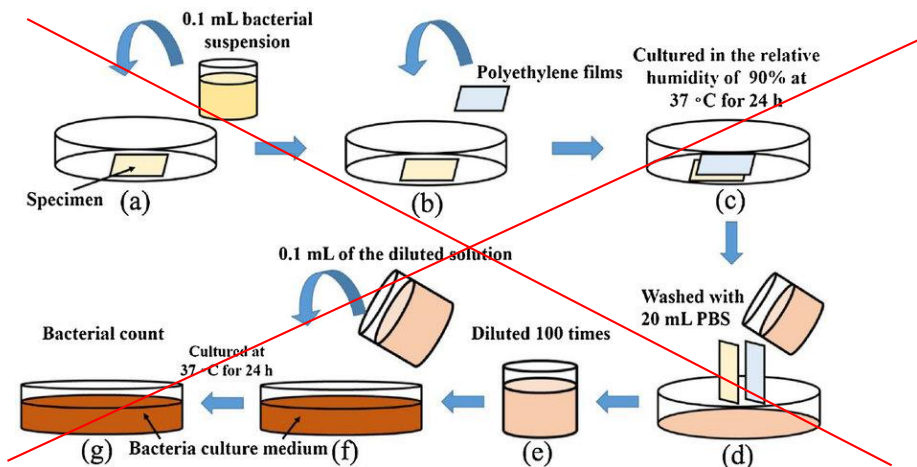 0.1 mL bacterial
suspension
Polyethylene films
Cultured in the relative
humidity of 90% at
37 °C for 24 h
Specimen
(a)
(b)
(c)
0.1 mL of the diluted solution
Washed with
20 mL PBS
Bacterial count
Cultured at
37 °C for 24 h
Diluted 100 times
Bacteria culture medium
(g)
(f)
(e)
(d)